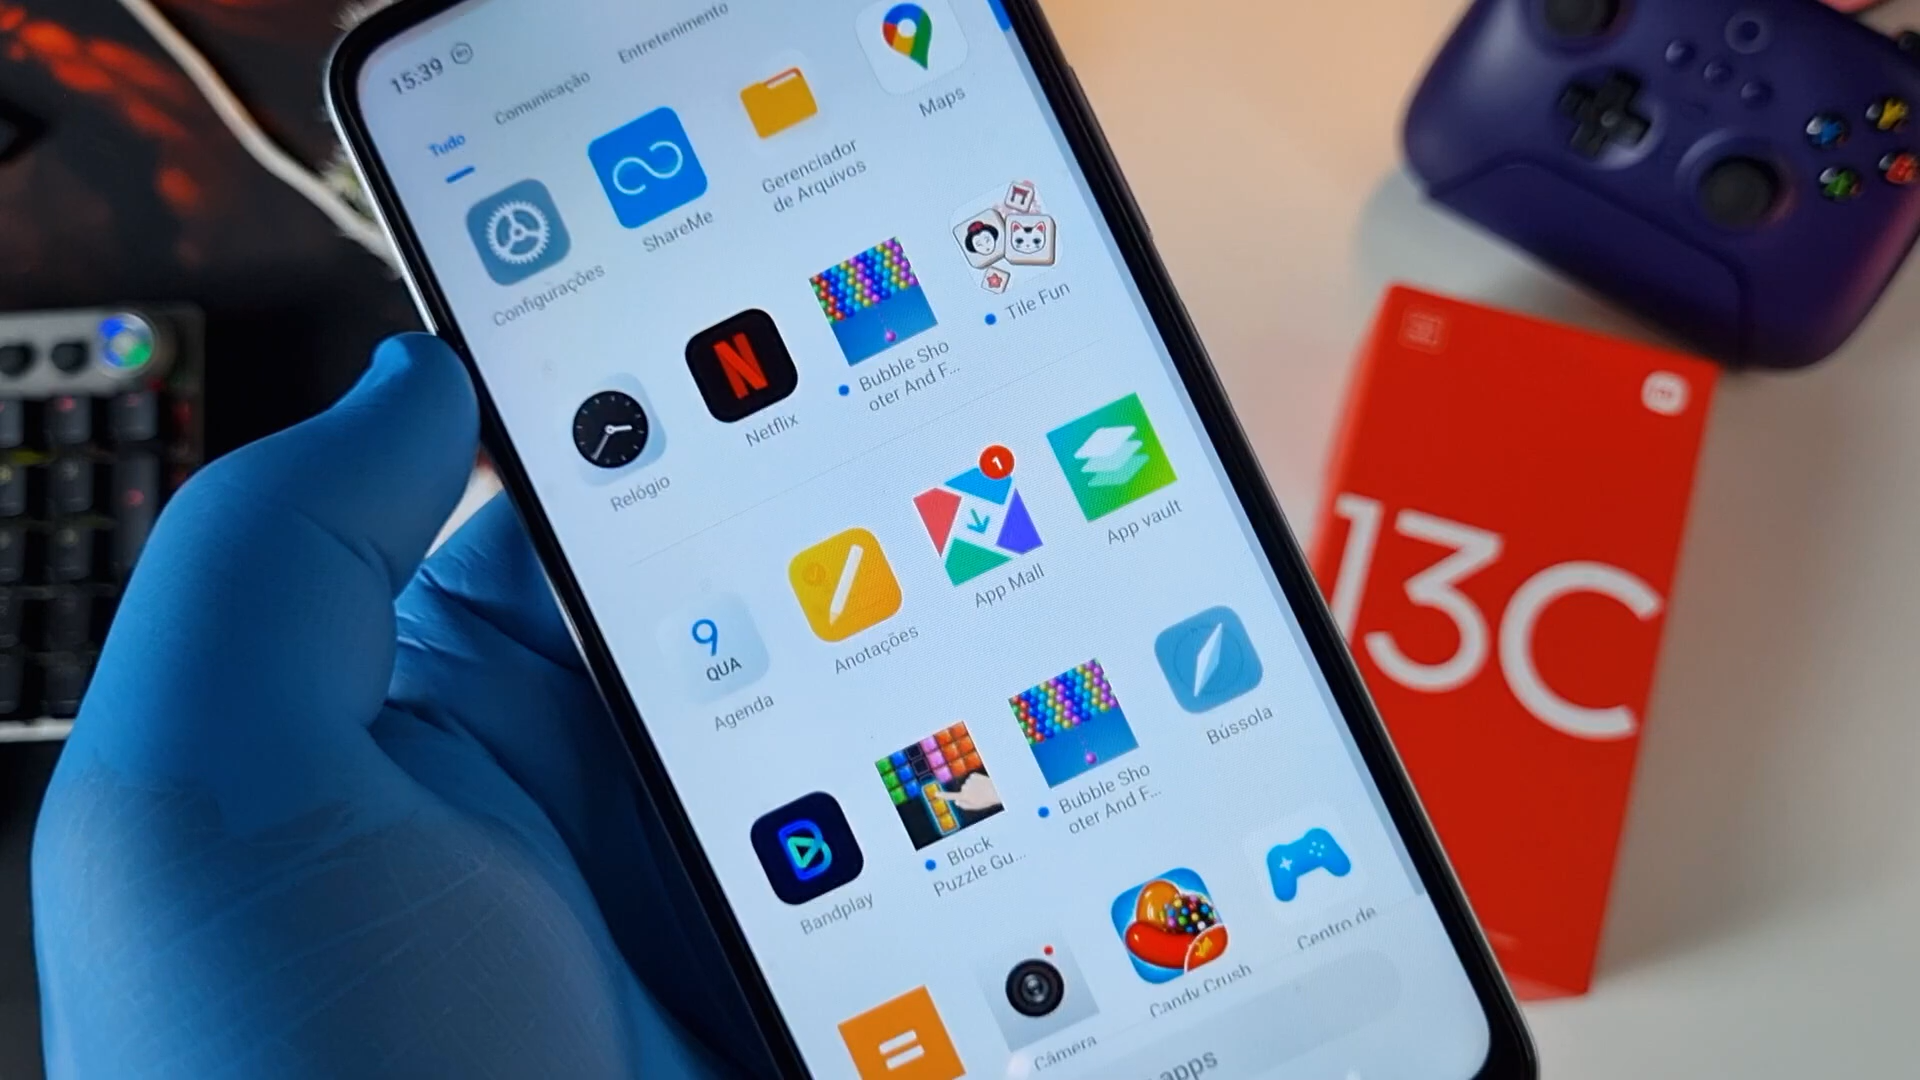 15:39
Tudo
Comunicação
Entretenimento
Configurações
ShareMe
Gerenciador
de Arquivos
Maps
Relógio
N
Netflix
Bubble Sho
oter And F...
Tile Fun
9
QUA
Agenda
Anotações
1
App Mall
App vault
Bandplay
Block
Puzzle Gu...
Bubble Sho
oter And F...
Bússola
Câmera
Candy Crush
Centro de
apps
13C